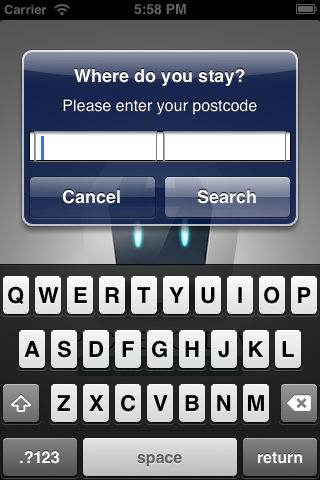 Carrier 5:58 PM
Where do you stay?
Please enter your postcode
Cancel Search
Q W E R T Y U I O P
A S D F G H J K L
Z X C V B N M
.?123 space return